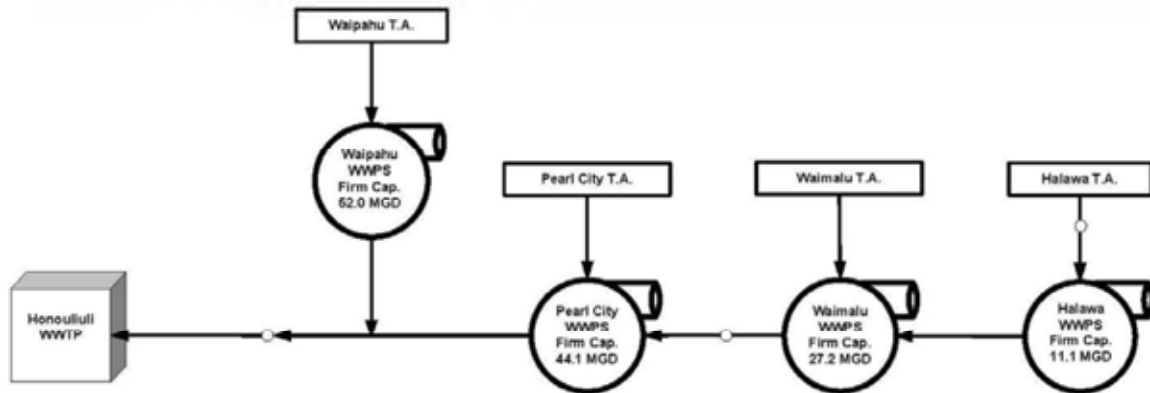 Waipahu T.A.
Waipahu
WWPS
Firm Cap.
52.0 MGD
Pearl City T.A.
Waimalu T.A.
Halawa T.A.
Honouliuli
WWTP
Pearl City
WWPS
Firm Cap.
44.1 MGD
Waimalu
WWPS
Firm Cap.
27.2 MGD
Halawa
WWPS
Firm Cap.
11.1 MGD